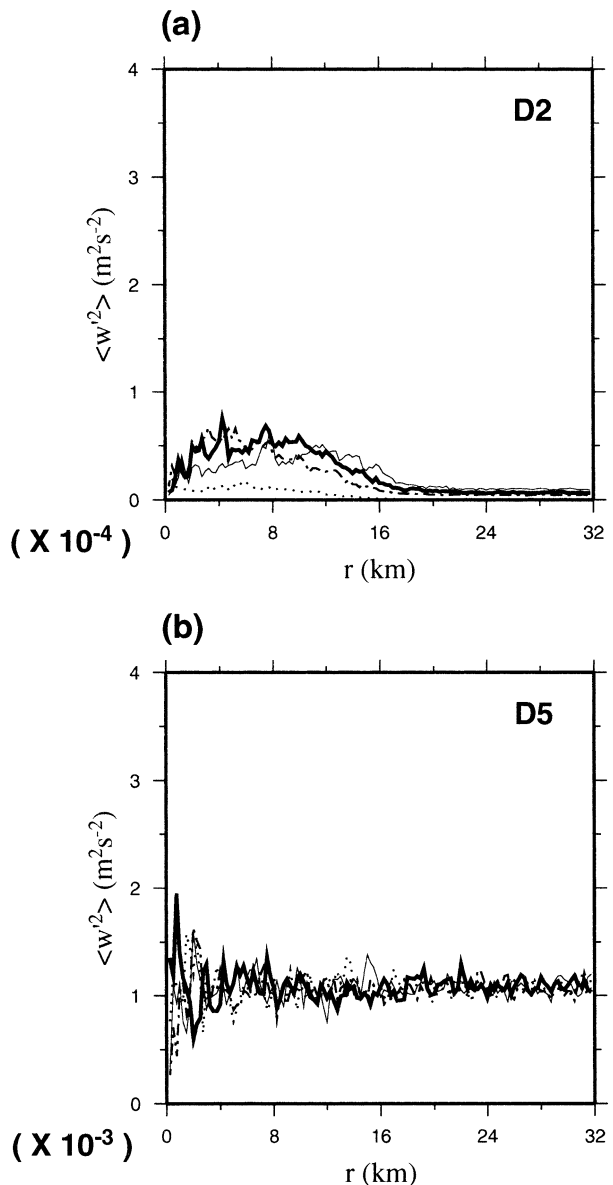 (a)
D2
4
3
2
1
0
<w'²> (m²s⁻²)
( X 10⁻⁴ )
0 8 16 24 32
r (km)
(b)
D5
4
3
2
1
0
<w'²> (m²s⁻²)
( X 10⁻³ )
0 8 16 24 32
r (km)